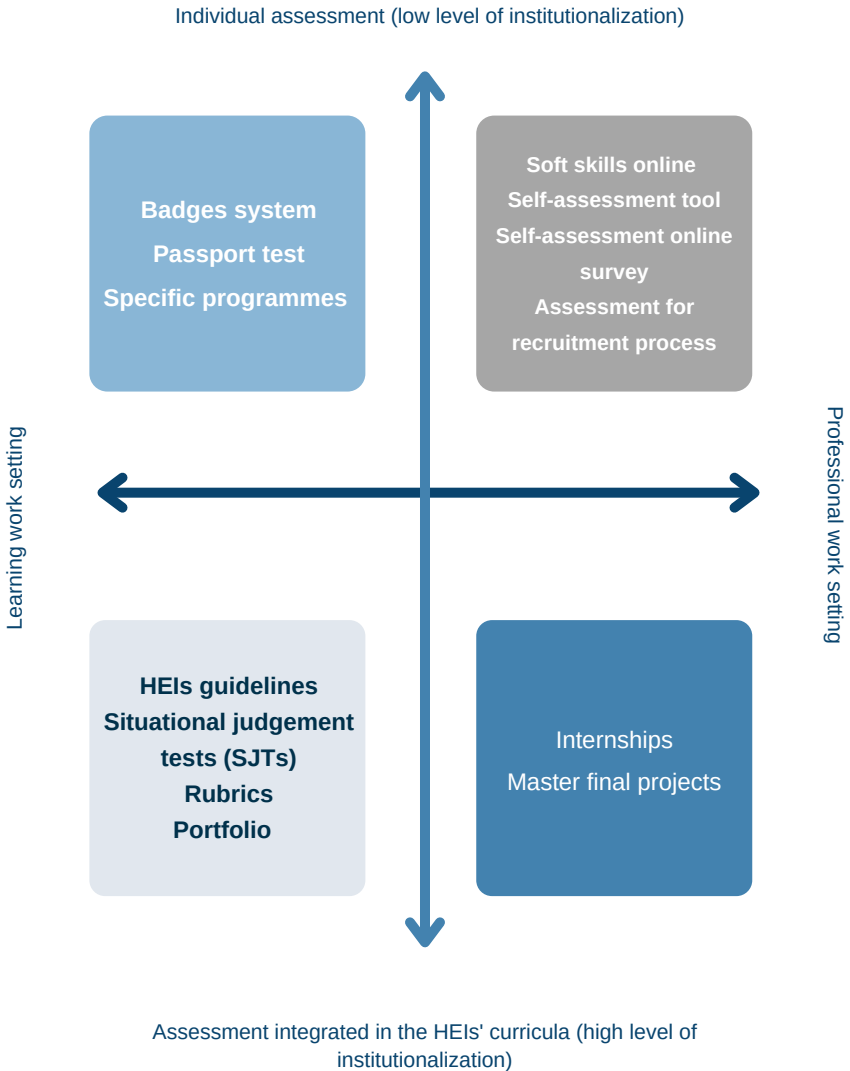 Individual assessment (low level of institutionalization)
Badges system
Passport test
Specific programmes
Soft skills online
Self-assessment tool
Self-assessment online
survey
Assessment for
recruitment process
Learning work setting
Professional work setting
HEIs guidelines
Situational judgement
tests (SJTs)
Rubrics
Portfolio
Internships
Master final projects
Assessment integrated in the HEIs' curricula (high level of
institutionalization)